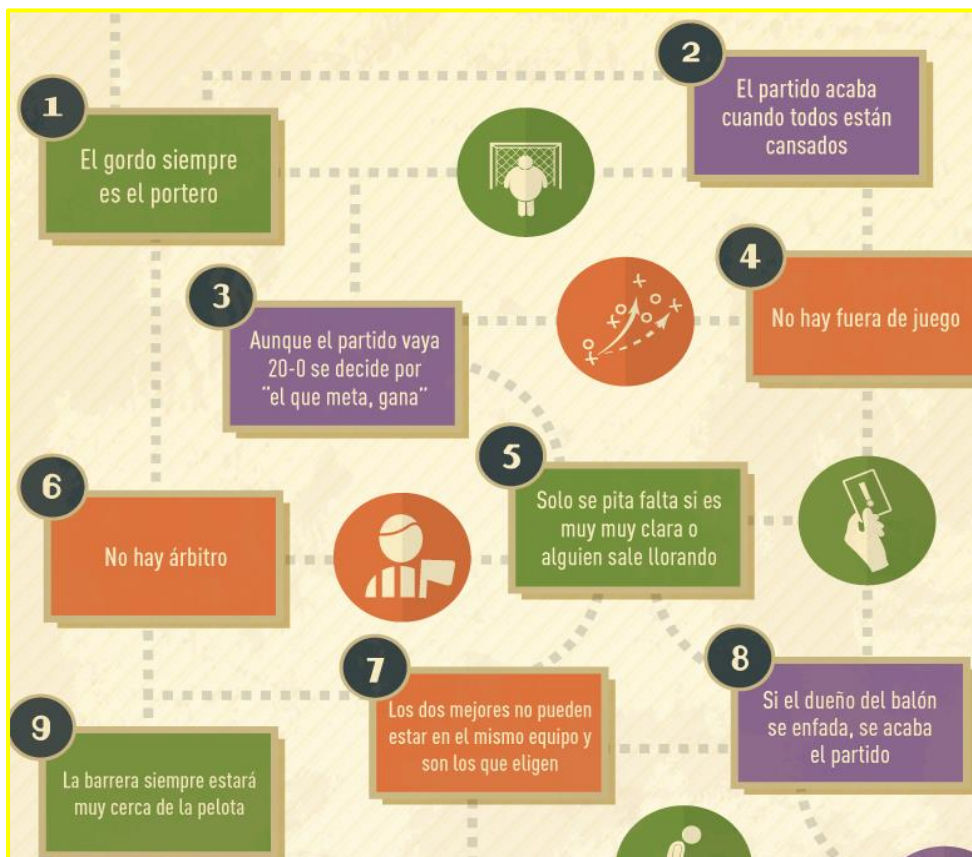 1
El gordo siempre
es el portero
2
El partido acaba
cuando todos están
cansados
3
Aunque el partido vaya
20-0 se decide por
¨el que meta, gana¨
4
No hay fuera de juego
5
Solo se pita falta si es
muy muy clara o
alguien sale llorando
6
No hay árbitro
7
Los dos mejores no pueden
estar en el mismo equipo y
son los que eligen
8
Si el dueño del balón
se enfada, se acaba
el partido
9
La barrera siempre estará
muy cerca de la pelota